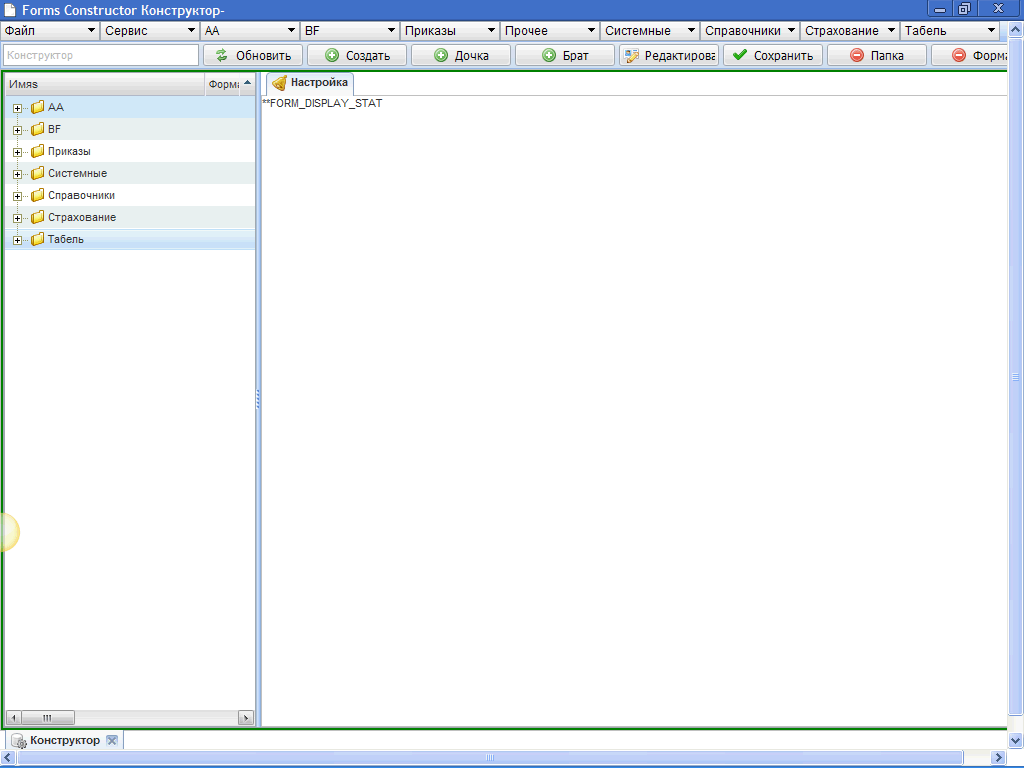 Forms Constructor Конструктор-
Файл Сервис AA BF Приказы Прочее Системные Справочники Страхование Табель
Конструктор Обновить Создать Дочка Брат Редактирова Сохранить Папка Форма
Имяя Форма Настройка
**FORM_DISPLAY_STAT
AA
BF
Приказы
Системные
Справочники
Страхование
Табель
Конструктор